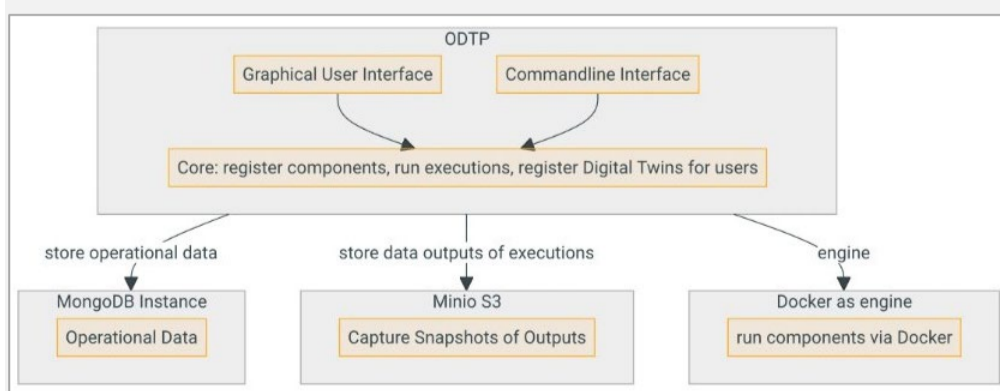 ODTP
Graphical User Interface
Commandline Interface
Core: register components, run executions, register Digital Twins for users
store operational data
store data outputs of executions
engine
MongoDB Instance
Minio S3
Docker as engine
Operational Data
Capture Snapshots of Outputs
run components via Docker